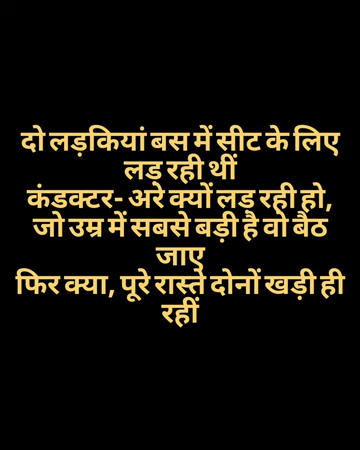 दो लड़कियां बस में सीट के लिए
लड़ रही थीं
कंडक्टर- अरे क्यों लड़ रही हो,
जो उम्र में सबसे बड़ी है वो बैठ
जाए
फिर क्या, पूरे रास्ते दोनों खड़ी ही
रहीं